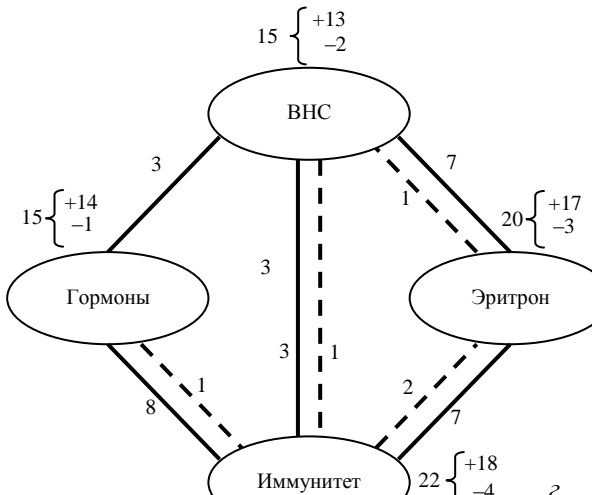 15 { +13
–2
ВНС
3
7
1
15 { +14
–1
20 { +17
–3
Гормоны
3
Эритрон
3
1
1
2
8
7
Иммунитет
22 { +18
–4
г